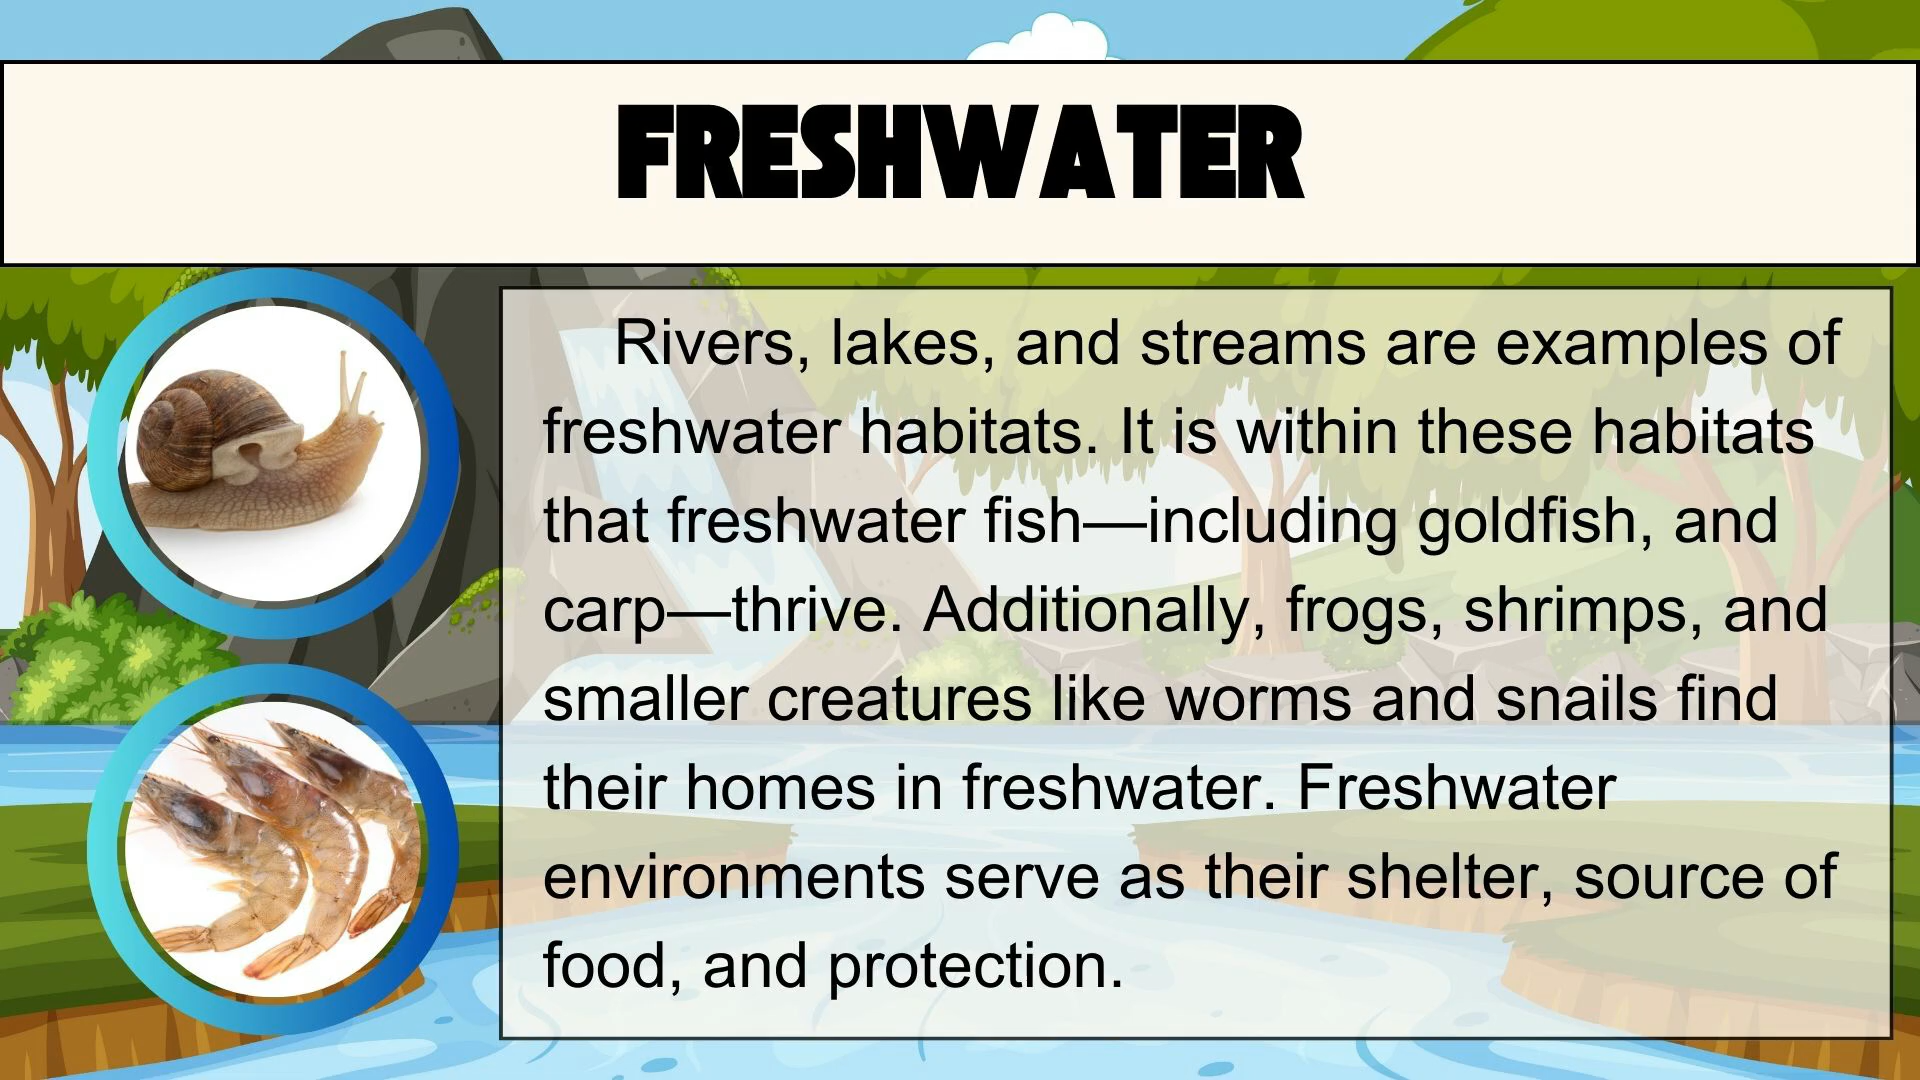 FRESHWATER
Rivers, lakes, and streams are examples of
freshwater habitats. It is within these habitats
that freshwater fish—including goldfish, and
carp—thrive. Additionally, frogs, shrimps, and
smaller creatures like worms and snails find
their homes in freshwater. Freshwater
environments serve as their shelter, source of
food, and protection.